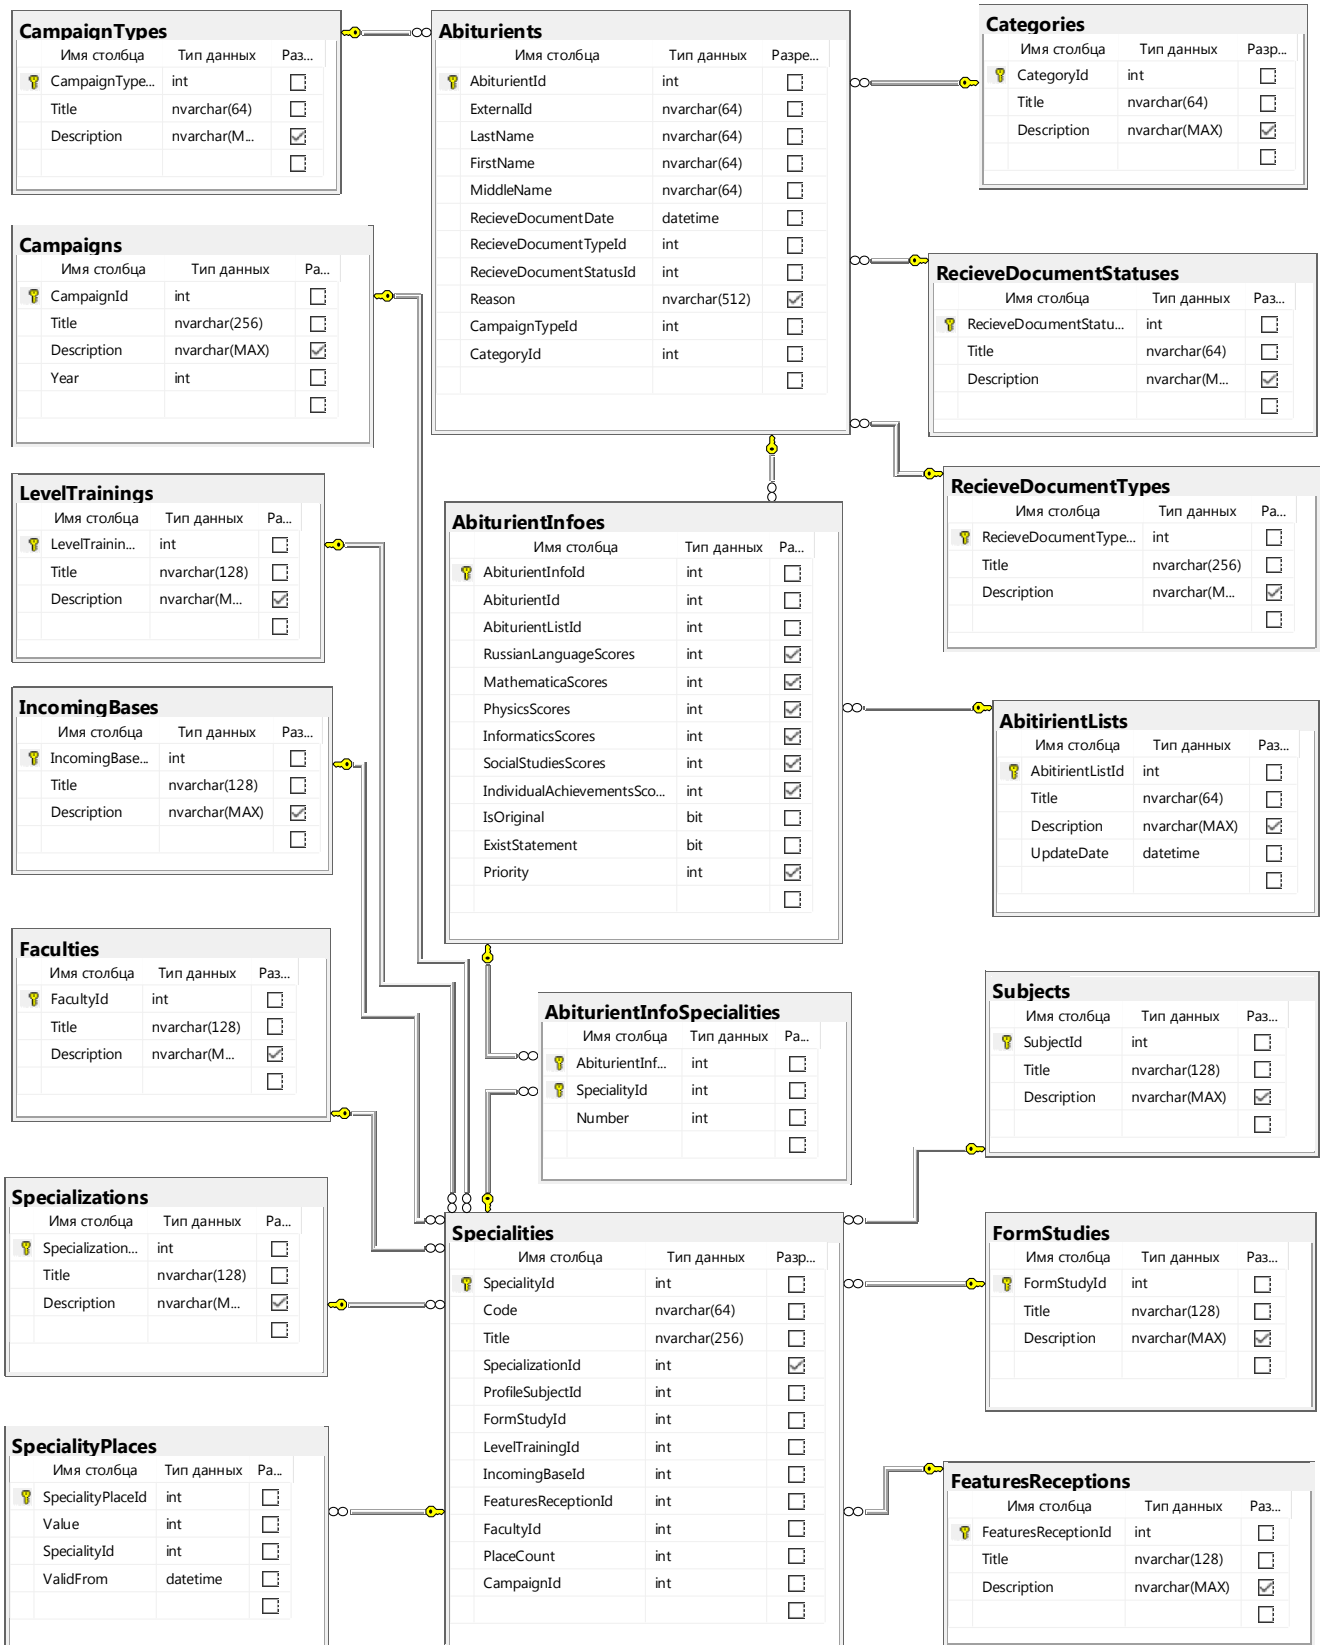 CampaignTypes
Имя столбца Тип данных Раз...
CampaignType... int
Title nvarchar(64)
Description nvarchar(M...
Abiturients
Имя столбца Тип данных Разре...
AbiturientId int
ExternalId nvarchar(64)
LastName nvarchar(64)
FirstName nvarchar(64)
MiddleName nvarchar(64)
RecieveDocumentDate datetime
RecieveDocumentTypeId int
RecieveDocumentStatusId int
Reason nvarchar(512)
CampaignTypeId int
CategoryId int
Categories
Имя столбца Тип данных Разр...
CategoryId int
Title nvarchar(64)
Description nvarchar(MAX)
Campaigns
Имя столбца Тип данных Ра...
CampaignId int
Title nvarchar(256)
Description nvarchar(MAX)
Year int
RecieveDocumentStatuses
Имя столбца Тип данных Раз...
RecieveDocumentStatu... int
Title nvarchar(64)
Description nvarchar(M...
LevelTrainings
Имя столбца Тип данных Ра...
LevelTrainin... int
Title nvarchar(128)
Description nvarchar(M...
RecieveDocumentTypes
Имя столбца Тип данных Ра...
RecieveDocumentType... int
Title nvarchar(256)
Description nvarchar(M...
AbiturientInfoes
Имя столбца Тип данных Ра...
AbiturientInfoId int
AbiturientId int
AbiturientListId int
RussianLanguageScores int
MathematicaScores int
PhysicsScores int
InformaticsScores int
SocialStudiesScores int
IndividualAchievementsSco... int
IsOriginal bit
ExistStatement bit
Priority int
IncomingBases
Имя столбца Тип данных Раз...
IncomingBase... int
Title nvarchar(128)
Description nvarchar(MAX)
AbitirientLists
Имя столбца Тип данных Раз...
AbitirientListId int
Title nvarchar(64)
Description nvarchar(MAX)
UpdateDate datetime
Faculties
Имя столбца Тип данных Раз...
FacultyId int
Title nvarchar(128)
Description nvarchar(M...
AbiturientInfoSpecialities
Имя столбца Тип данных Ра...
AbiturientInf... int
SpecialityId int
Number int
Subjects
Имя столбца Тип данных Раз...
SubjectId int
Title nvarchar(128)
Description nvarchar(MAX)
Specializations
Имя столбца Тип данных Ра...
Specialization... int
Title nvarchar(128)
Description nvarchar(M...
Specialities
Имя столбца Тип данных Разр...
SpecialityId int
Code nvarchar(64)
Title nvarchar(256)
SpecializationId int
ProfileSubjectId int
FormStudyId int
LevelTrainingId int
IncomingBaseId int
FeaturesReceptionId int
FacultyId int
PlaceCount int
CampaignId int
FormStudies
Имя столбца Тип данных Раз...
FormStudyId int
Title nvarchar(128)
Description nvarchar(MAX)
SpecialityPlaces
Имя столбца Тип данных Ра...
SpecialityPlaceId int
Value int
SpecialityId int
ValidFrom datetime
FeaturesReceptions
Имя столбца Тип данных Раз...
FeaturesReceptionId int
Title nvarchar(128)
Description nvarchar(MAX)